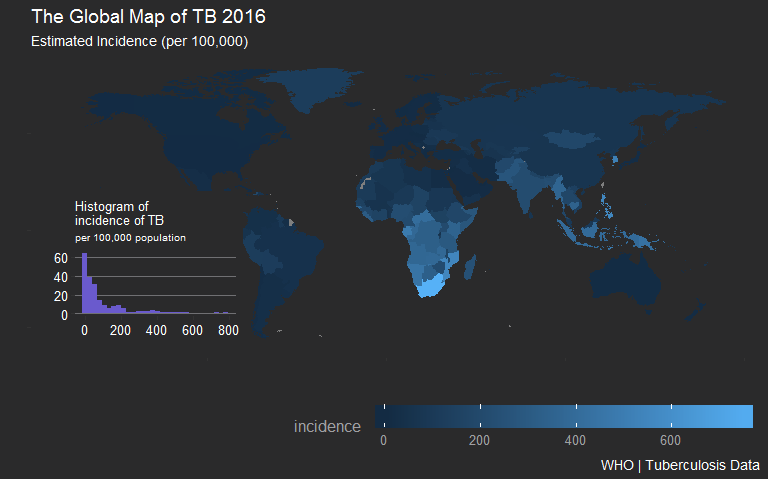 The Global Map of TB 2016
Estimated Incidence (per 100,000)
Histogram of
incidence of TB
per 100,000 population
60
40
20
0
0 200 400 600 800
incidence
0 200 400 600
WHO | Tuberculosis Data